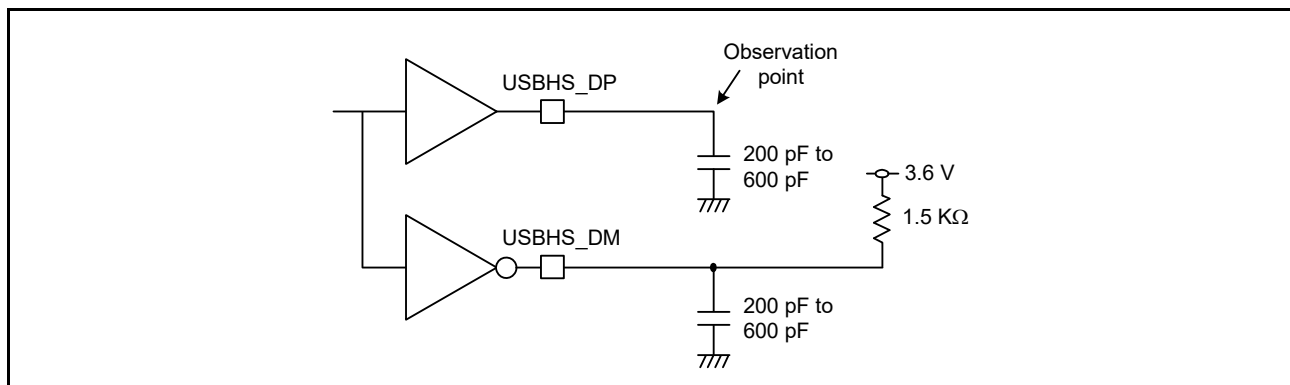 Observation
point
USBHS_DP
200 pF to
600 pF
3.6 V
1.5 KΩ
USBHS_DM
200 pF to
600 pF